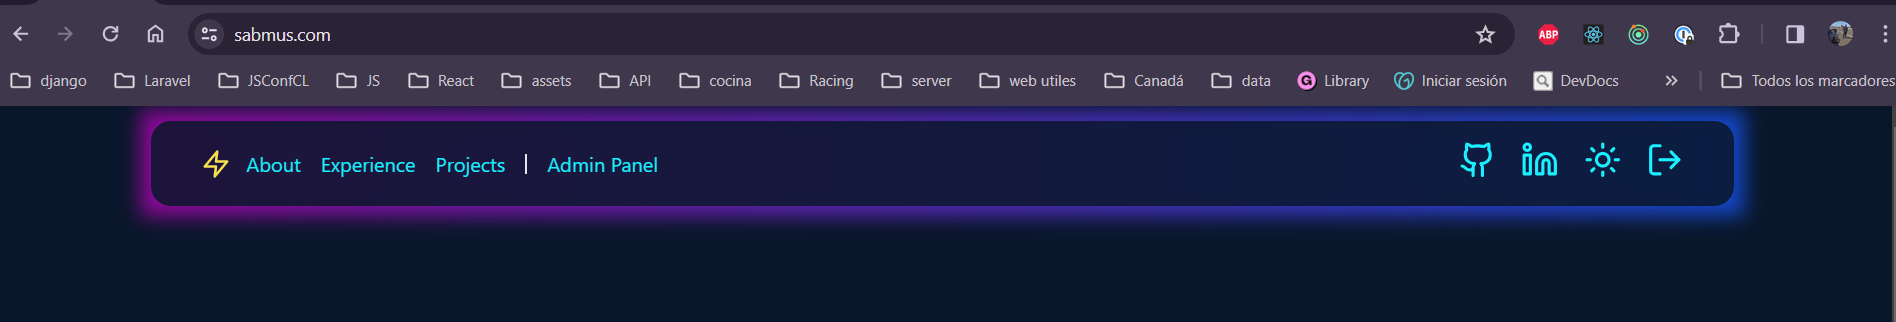 sabmus.com
ABP
django Laravel JSConfCL JS React assets API cocina Racing server web utiles Canadá data G Library Iniciar sesión DevDocs » Todos los marcadores
About Experience Projects | Admin Panel
in